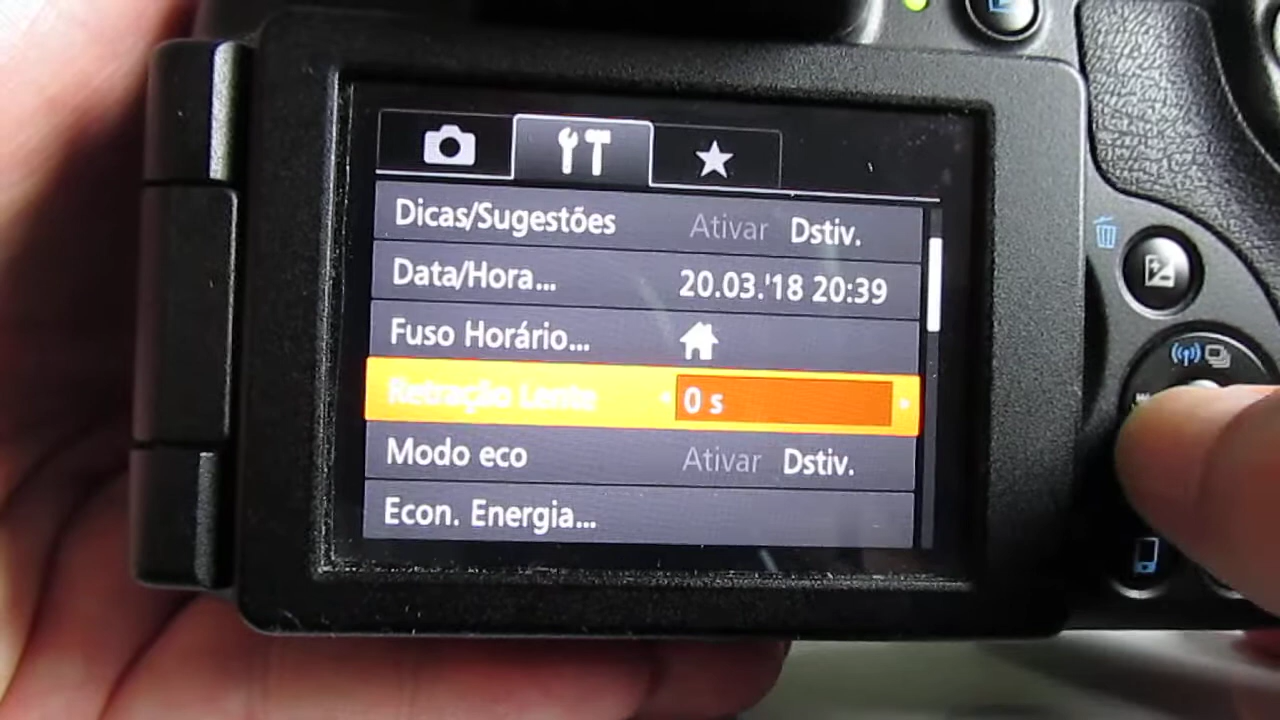 Dicas/Sugestões Ativar Dstiv.
Data/Hora... 20.03.'18 20:39
Fuso Horário...
Retração Lente 0 s
Modo eco Ativar Dstiv.
Econ. Energia...